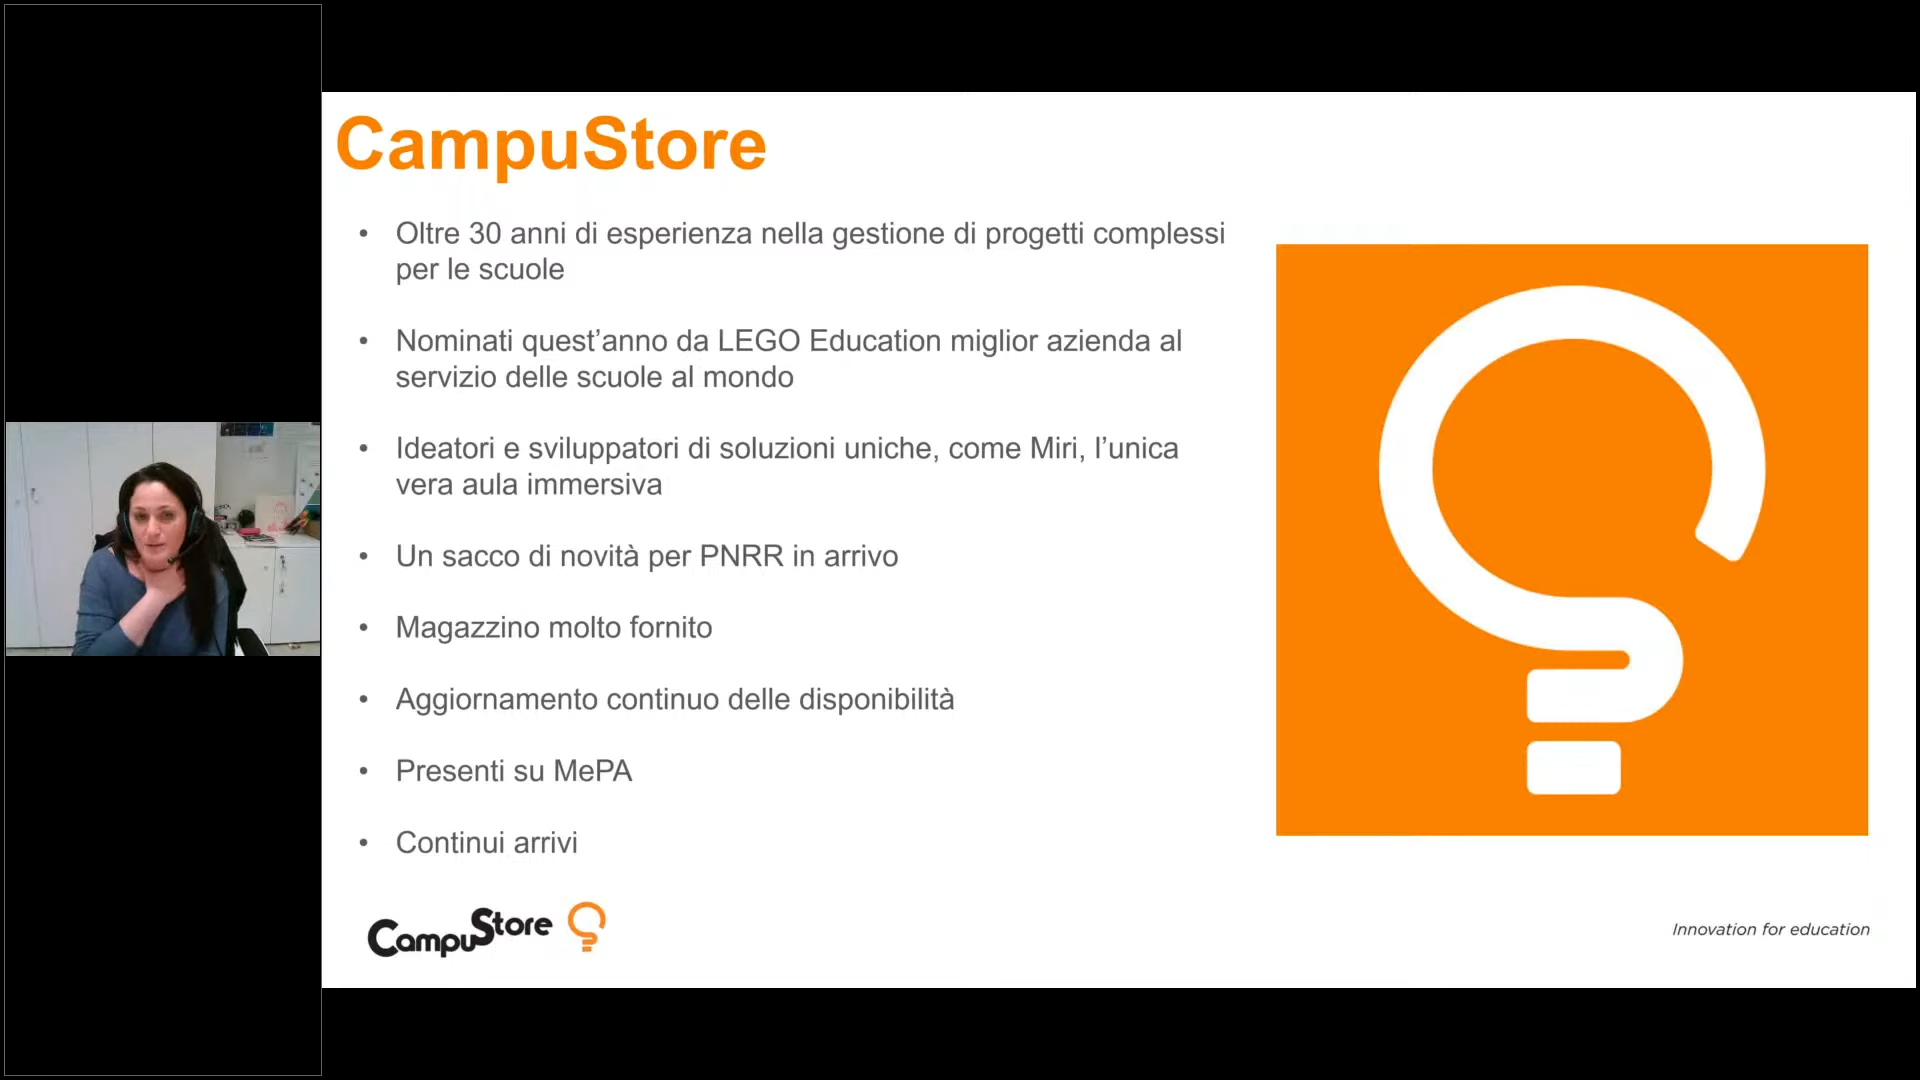 CampuStore
• Oltre 30 anni di esperienza nella gestione di progetti complessi
per le scuole
• Nominati quest’anno da LEGO Education miglior azienda al
servizio delle scuole al mondo
• Ideatori e sviluppatori di soluzioni uniche, come Miri, l’unica
vera aula immersiva
• Un sacco di novità per PNRR in arrivo
• Magazzino molto fornito
• Aggiornamento continuo delle disponibilità
• Presenti su MePA
• Continui arrivi
CampuStore
Innovation for education